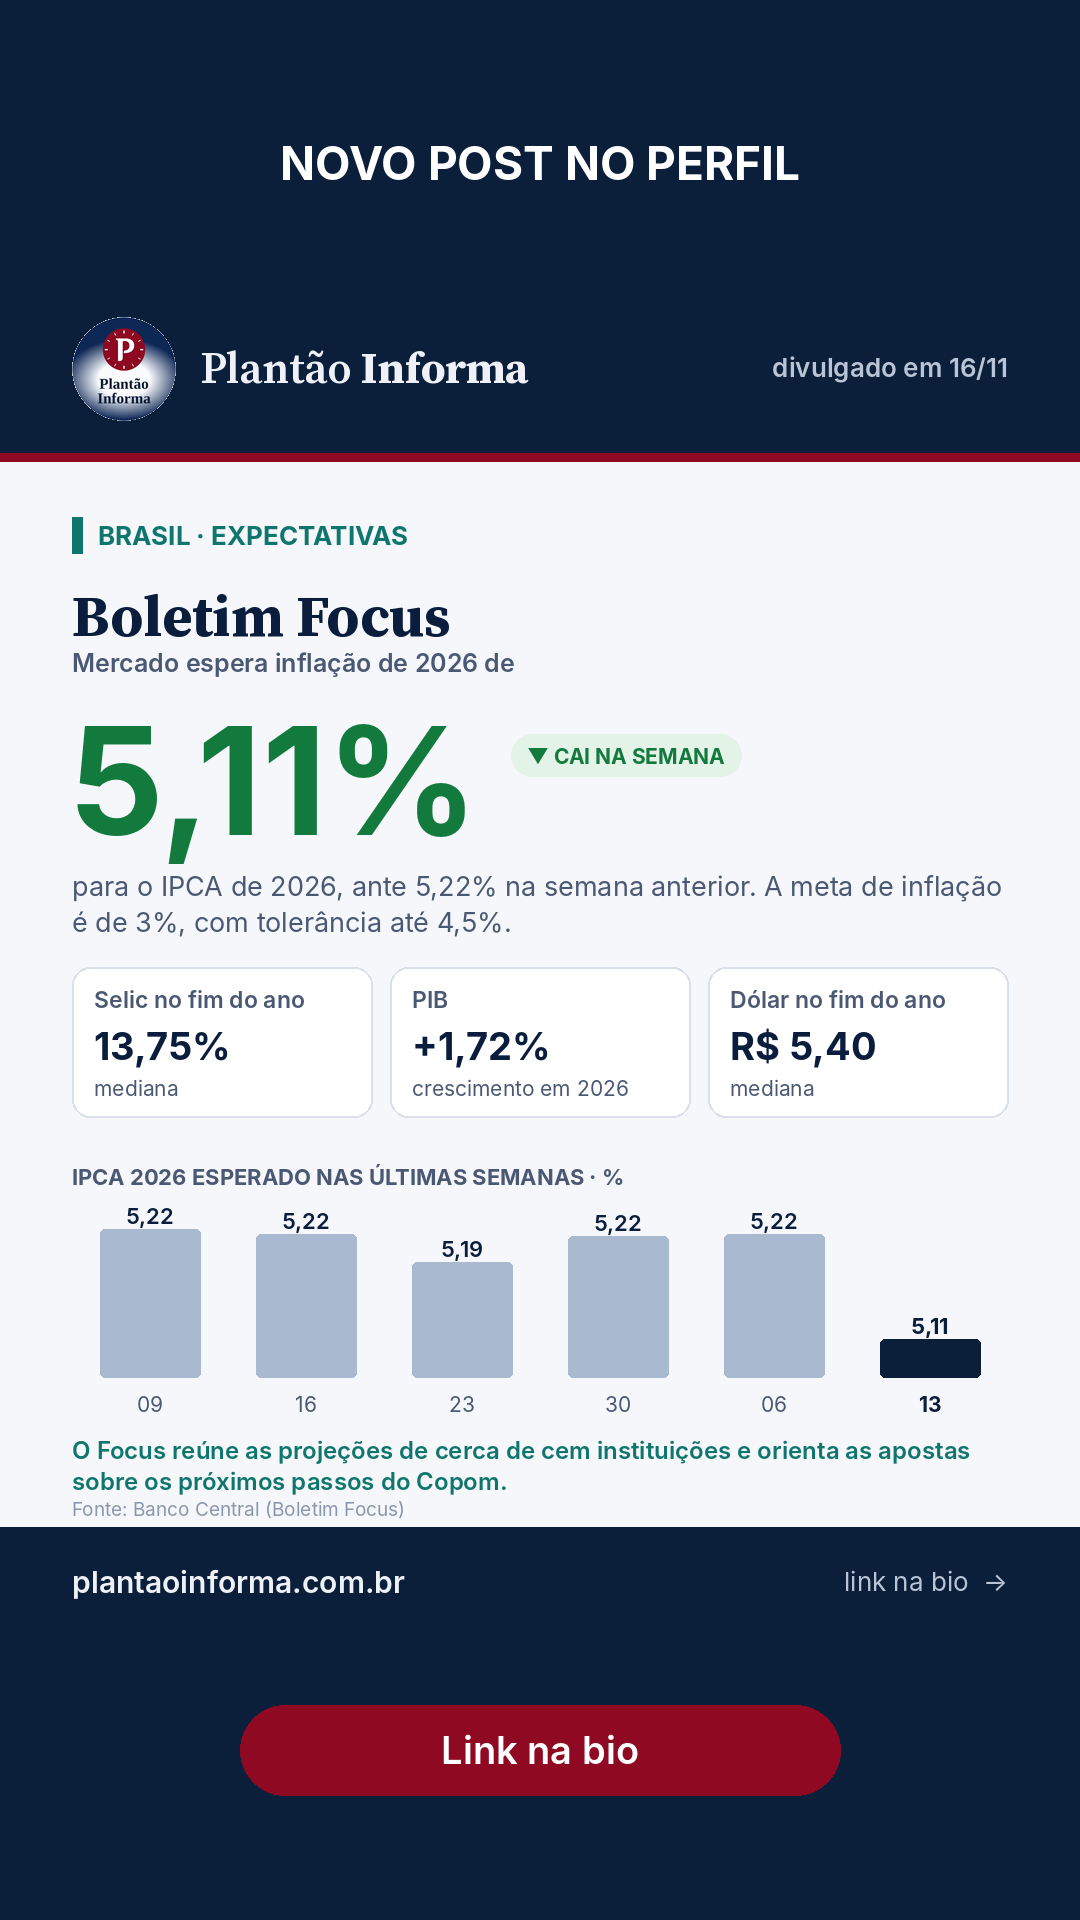 NOVO POST NO PERFIL
P
Plantão
Informa
Plantão Informa
divulgado em 16/11
BRASIL · EXPECTATIVAS
Boletim Focus
Mercado espera inflação de 2026 de
5,11%
▼ CAI NA SEMANA
para o IPCA de 2026, ante 5,22% na semana anterior. A meta de inflação
é de 3%, com tolerância até 4,5%.
Selic no fim do ano
13,75%
mediana
PIB
+1,72%
crescimento em 2026
Dólar no fim do ano
R$ 5,40
mediana
IPCA 2026 ESPERADO NAS ÚLTIMAS SEMANAS · %
5,22 5,22 5,19 5,22 5,22 5,11
09 16 23 30 06 13
O Focus reúne as projeções de cerca de cem instituições e orienta as apostas
sobre os próximos passos do Copom.
Fonte: Banco Central (Boletim Focus)
plantaoinforma.com.br
link na bio →
Link na bio